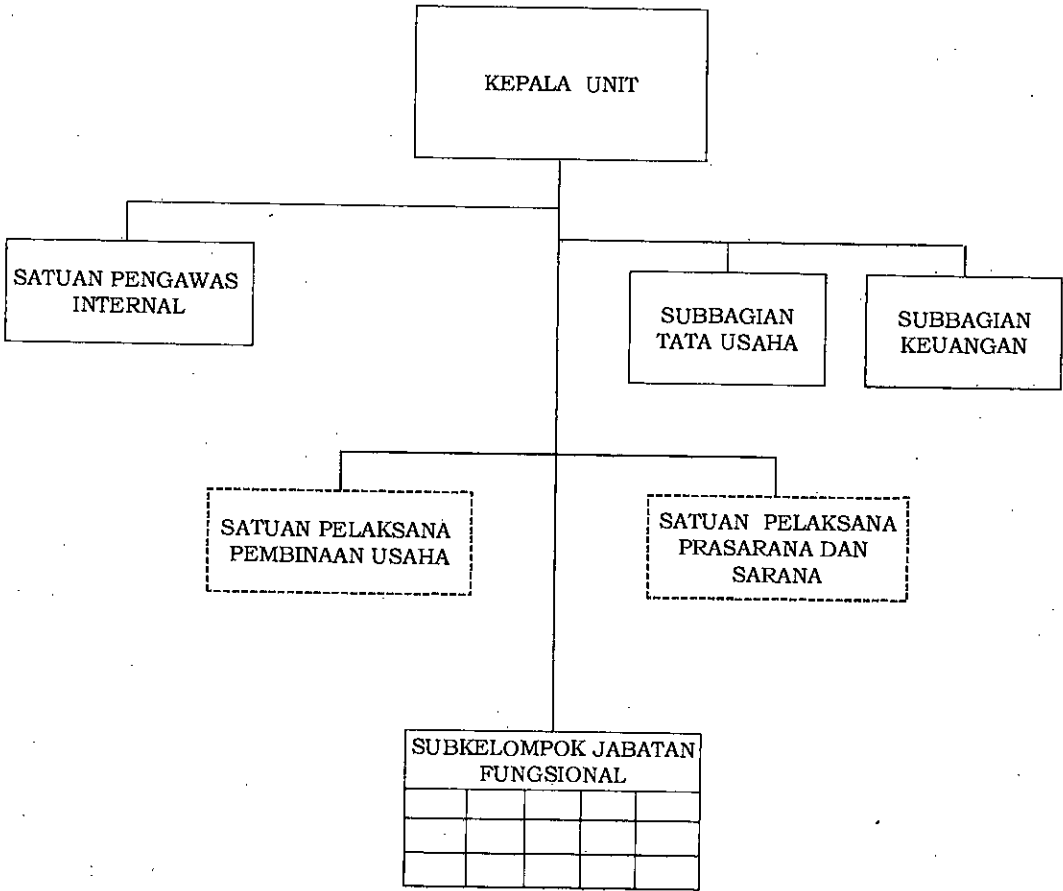 KEPALA UNIT
SATUAN PENGAWAS
INTERNAL
SUBBAGIAN
TATA USAHA
SUBBAGIAN
KEUANGAN
SATUAN PELAKSANA
PEMBINAAN USAHA
SATUAN PELAKSANA
PRASARANA DAN
SARANA
SUBKELOMPOK JABATAN
FUNGSIONAL